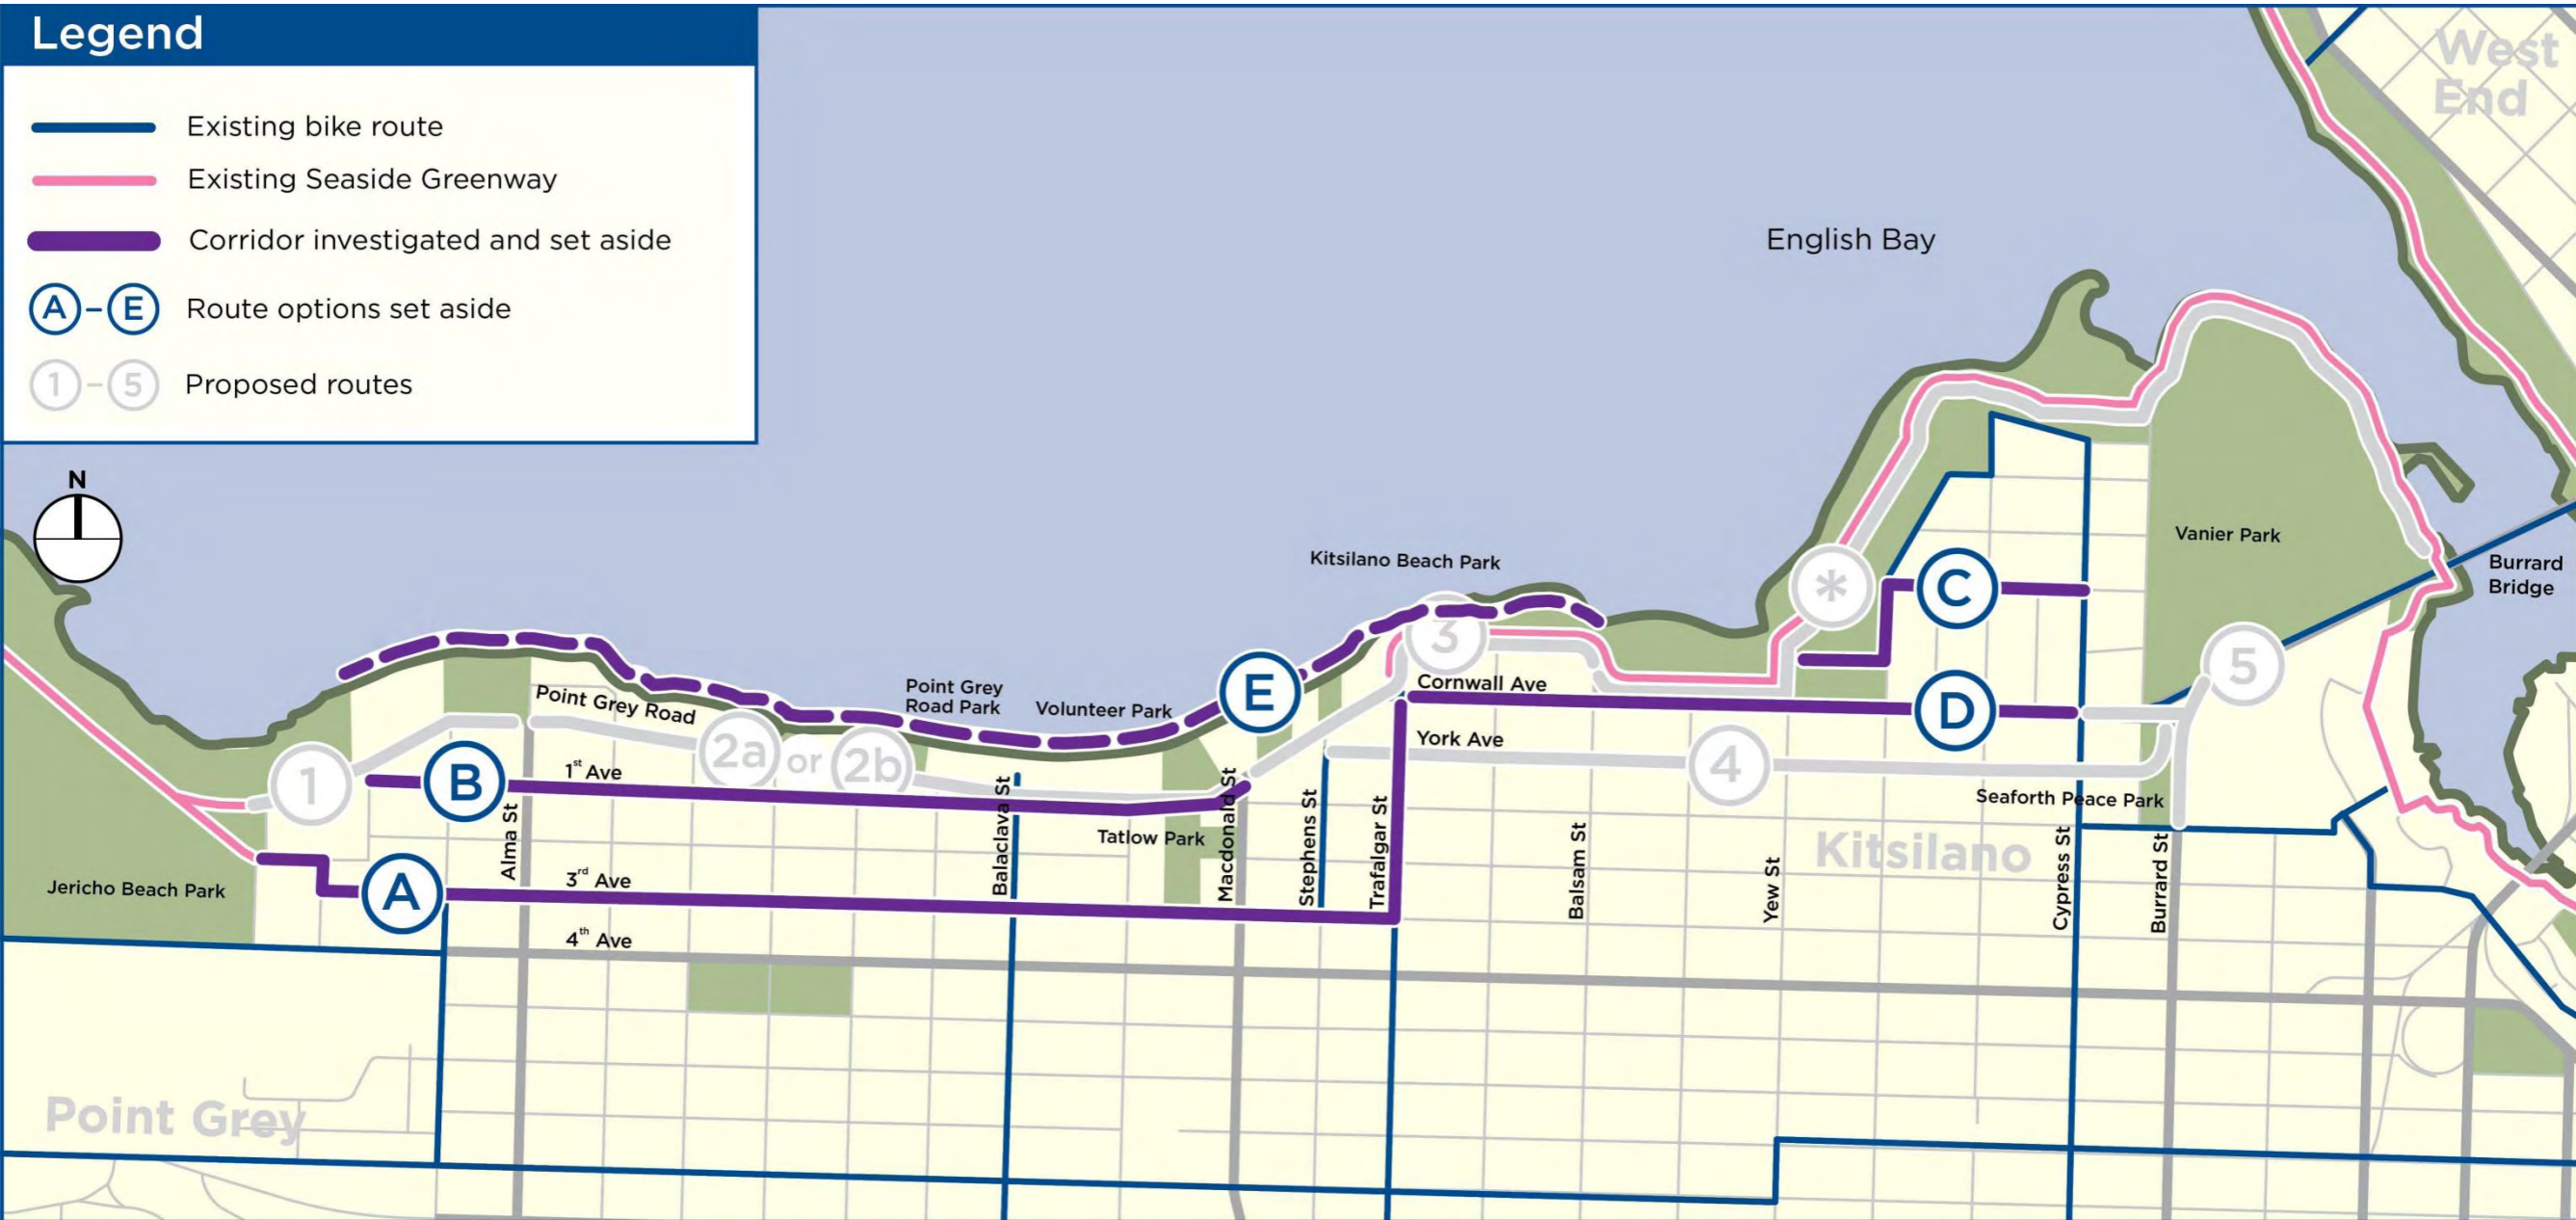 Legend
Existing bike route
Existing Seaside Greenway
Corridor investigated and set aside
A - E Route options set aside
1 - 5 Proposed routes
West
End
English Bay
N
Kitsilano Beach Park
Vanier Park
Burrard
Bridge
*
C
3
E
5
Point Grey Road
Point Grey
Road Park
Volunteer Park
Cornwall Ave
D
2a or 2b
York Ave
4
1
B
1st Ave
Seaforth Peace Park
Tatlow Park
Kitsilano
Alma St
Balaclava St
Macdonald St
Stephens St
Trafalgar St
Balsam St
Yew St
Cypress St
Burrard St
Jericho Beach Park
A
3rd Ave
4th Ave
Point Grey